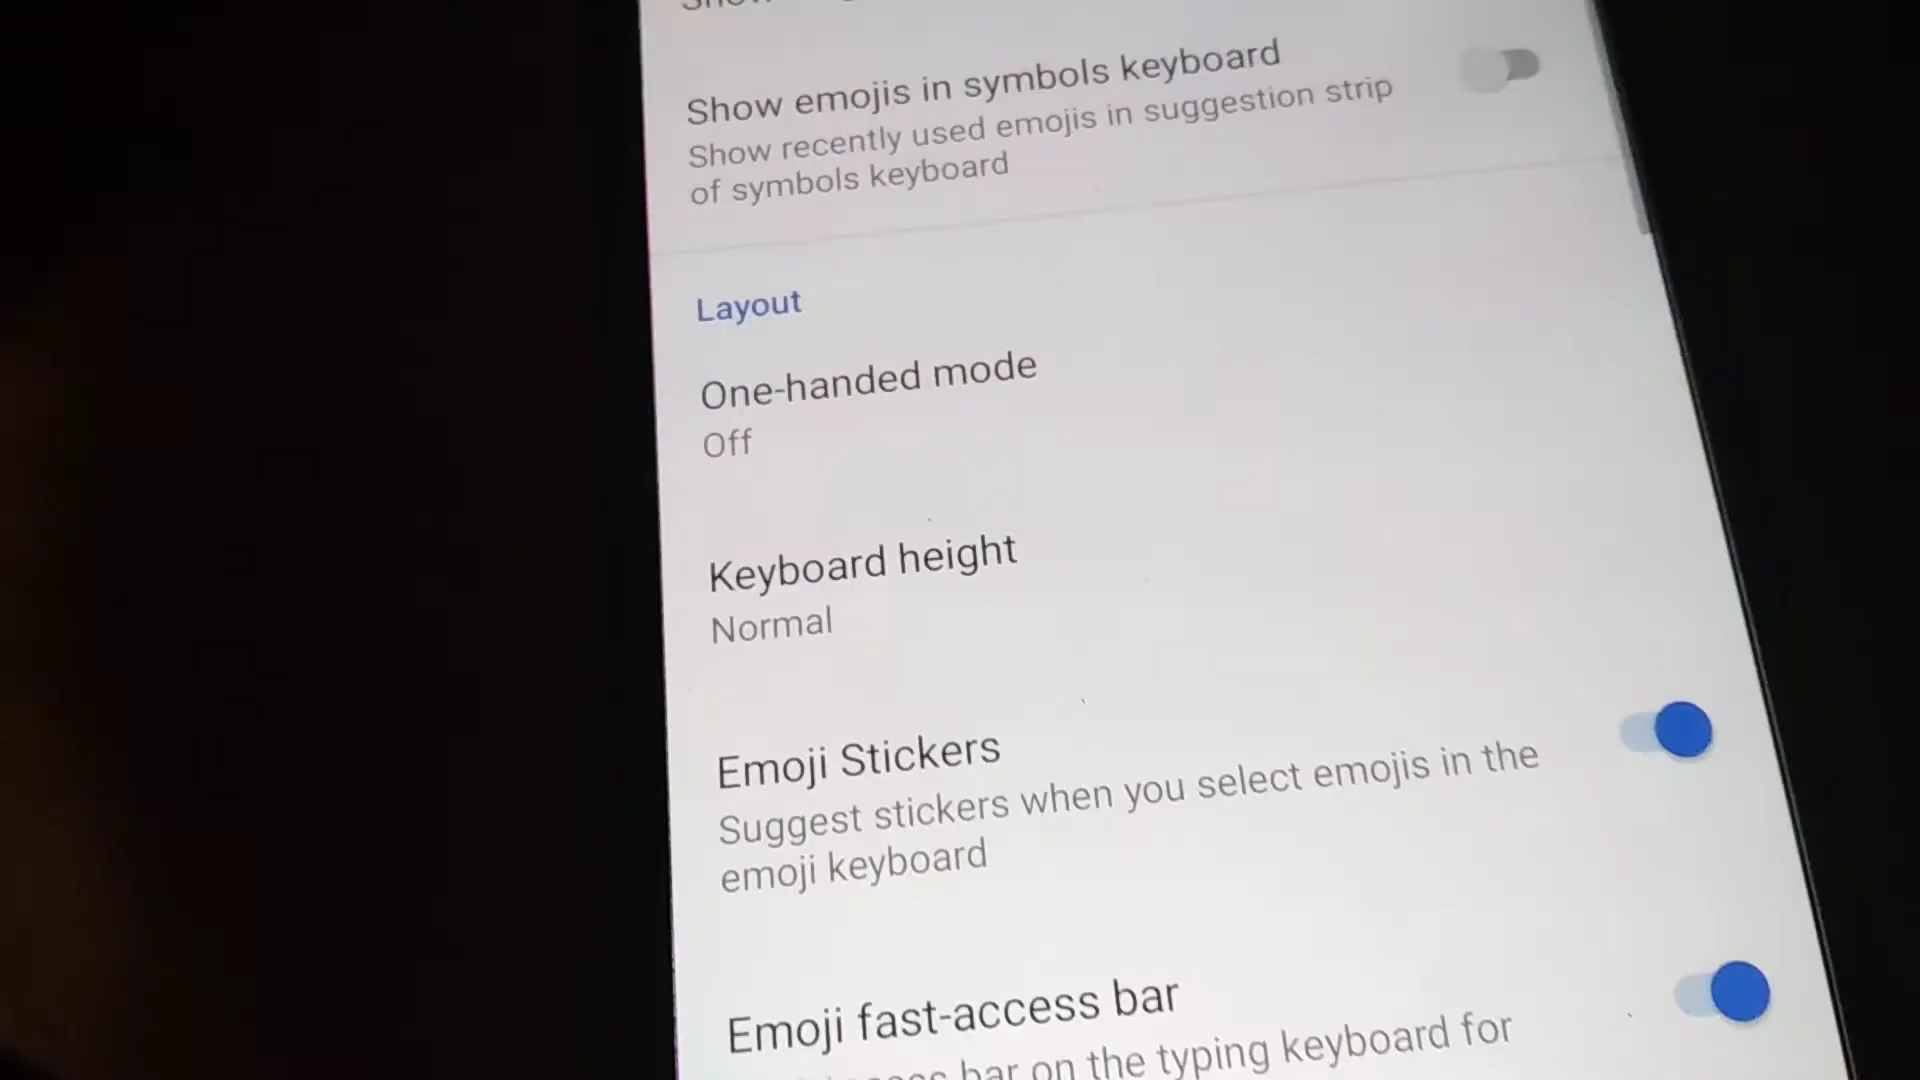 Show emojis in symbols keyboard
Show recently used emojis in suggestion strip
of symbols keyboard
Layout
One-handed mode
Off
Keyboard height
Normal
Emoji Stickers
Suggest stickers when you select emojis in the
emoji keyboard
Emoji fast-access bar
bar on the typing keyboard for